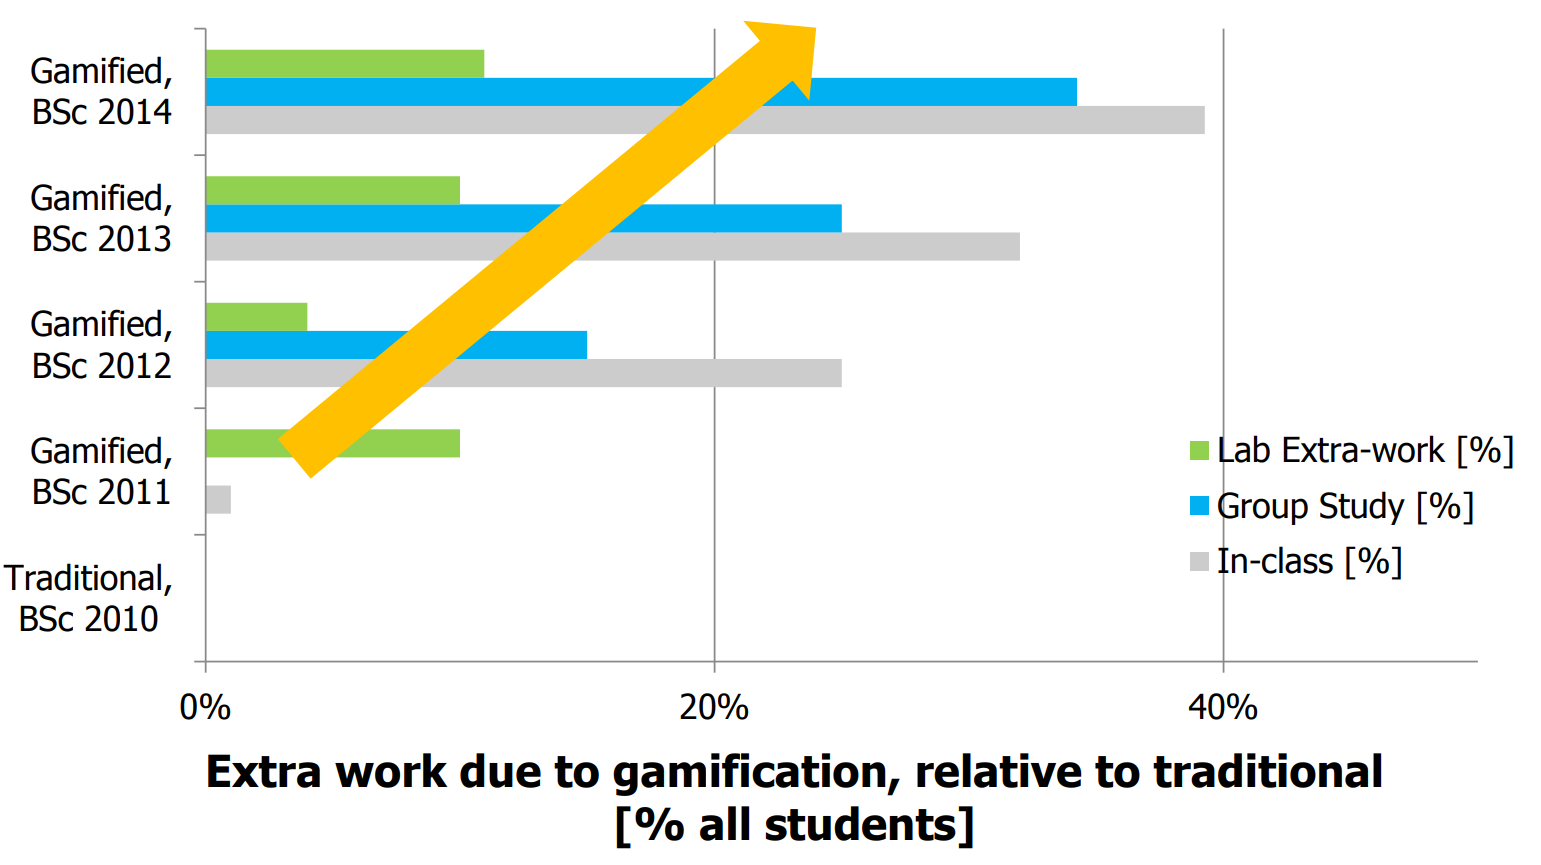 Gamified,
BSc 2014
Gamified,
BSc 2013
Gamified,
BSc 2012
Gamified,
BSc 2011
Traditional,
BSc 2010
Lab Extra-work [%]
Group Study [%]
In-class [%]
0%
20%
40%
Extra work due to gamification, relative to traditional
[% all students]